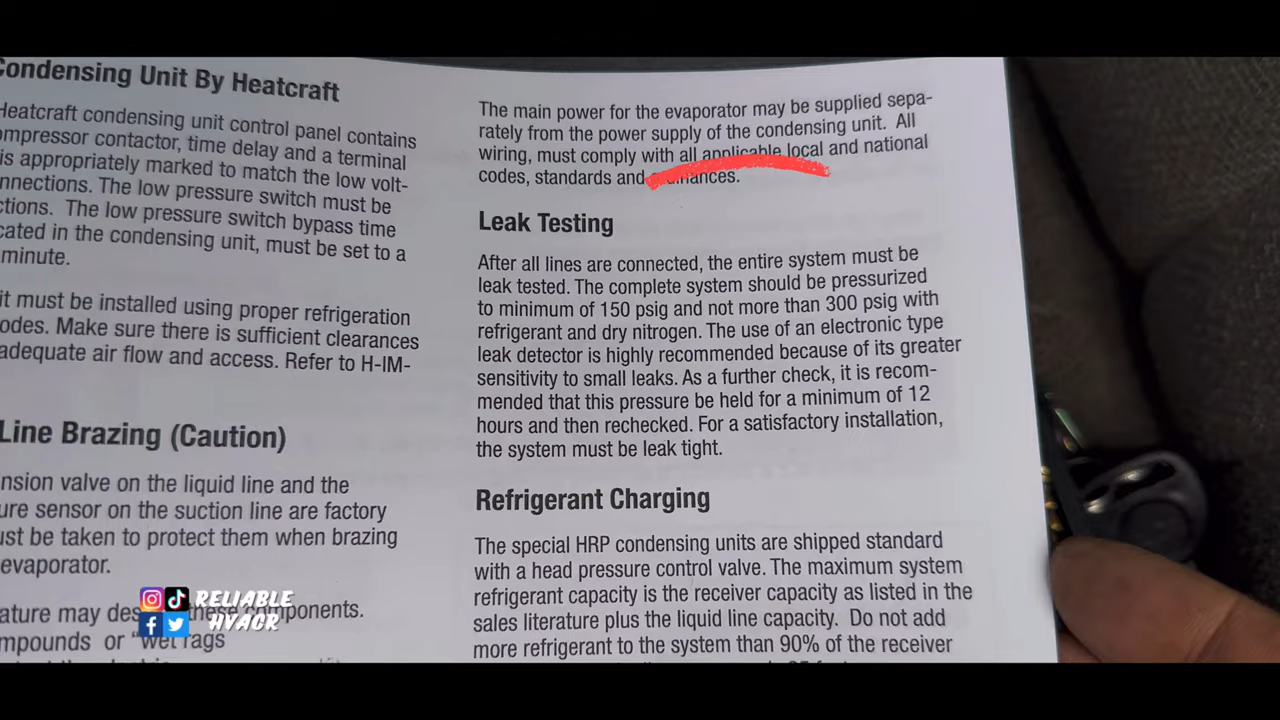 Condensing Unit By Heatcraft
Heatcraft condensing unit control panel contains
ompressor contactor, time delay and a terminal
is appropriately marked to match the low volt-
nnections. The low pressure switch must be
ctions. The low pressure switch bypass time
cated in the condensing unit, must be set to a
minute.
it must be installed using proper refrigeration
odes. Make sure there is sufficient clearances
adequate air flow and access. Refer to H-IM-
Line Brazing (Caution)
nsion valve on the liquid line and the
ure sensor on the suction line are factory
ust be taken to protect them when brazing
evaporator.
ature may des these components.
mpounds or "wet rags
The main power for the evaporator may be supplied sepa-
rately from the power supply of the condensing unit. All
wiring, must comply with all applicable local and national
codes, standards and
Leak Testing
After all lines are connected, the entire system must be
leak tested. The complete system should be pressurized
to minimum of 150 psig and not more than 300 psig with
refrigerant and dry nitrogen. The use of an electronic type
leak detector is highly recommended because of its greater
sensitivity to small leaks. As a further check, it is recom-
mended that this pressure be held for a minimum of 12
hours and then rechecked. For a satisfactory installation,
the system must be leak tight.
Refrigerant Charging
The special HRP condensing units are shipped standard
with a head pressure control valve. The maximum system
refrigerant capacity is the receiver capacity as listed in the
sales literature plus the liquid line capacity. Do not add
more refrigerant to the system than 90% of the receiver
RELIABLE
HVACR